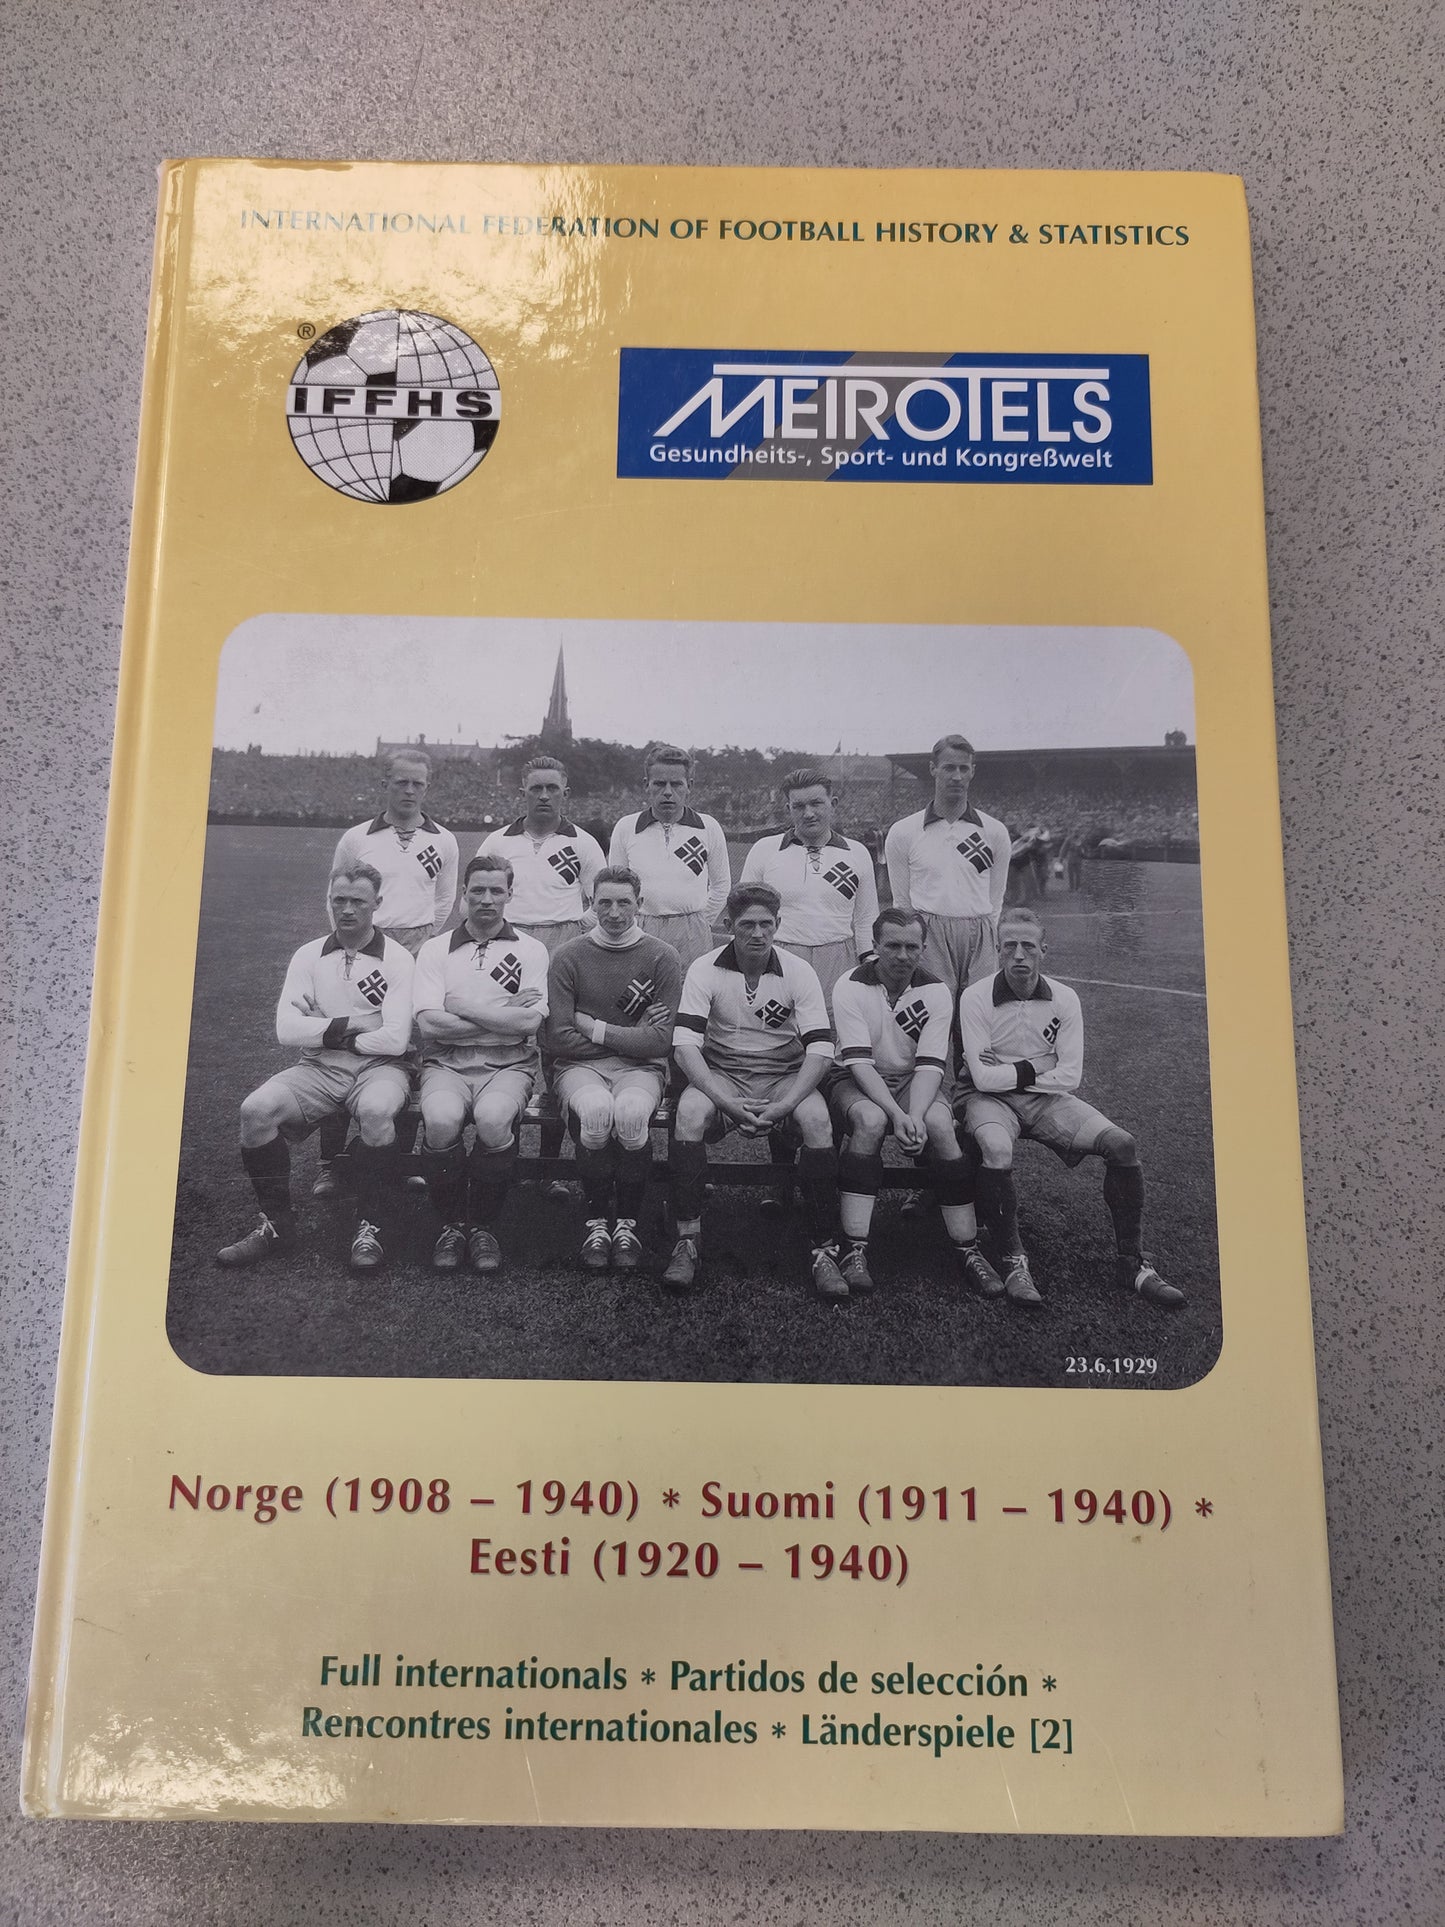 INTERNATIONAL FEDERATION OF FOOTBALL HISTORY & STATISTICS
®
IFFHS
MEIROTELS
Gesundheits-, Sport- und Kongreßwelt
23.6.1929
Norge (1908 – 1940) * Suomi (1911 – 1940) *
Eesti (1920 – 1940)
Full internationals * Partidos de selección *
Rencontres internationales * Länderspiele [2]